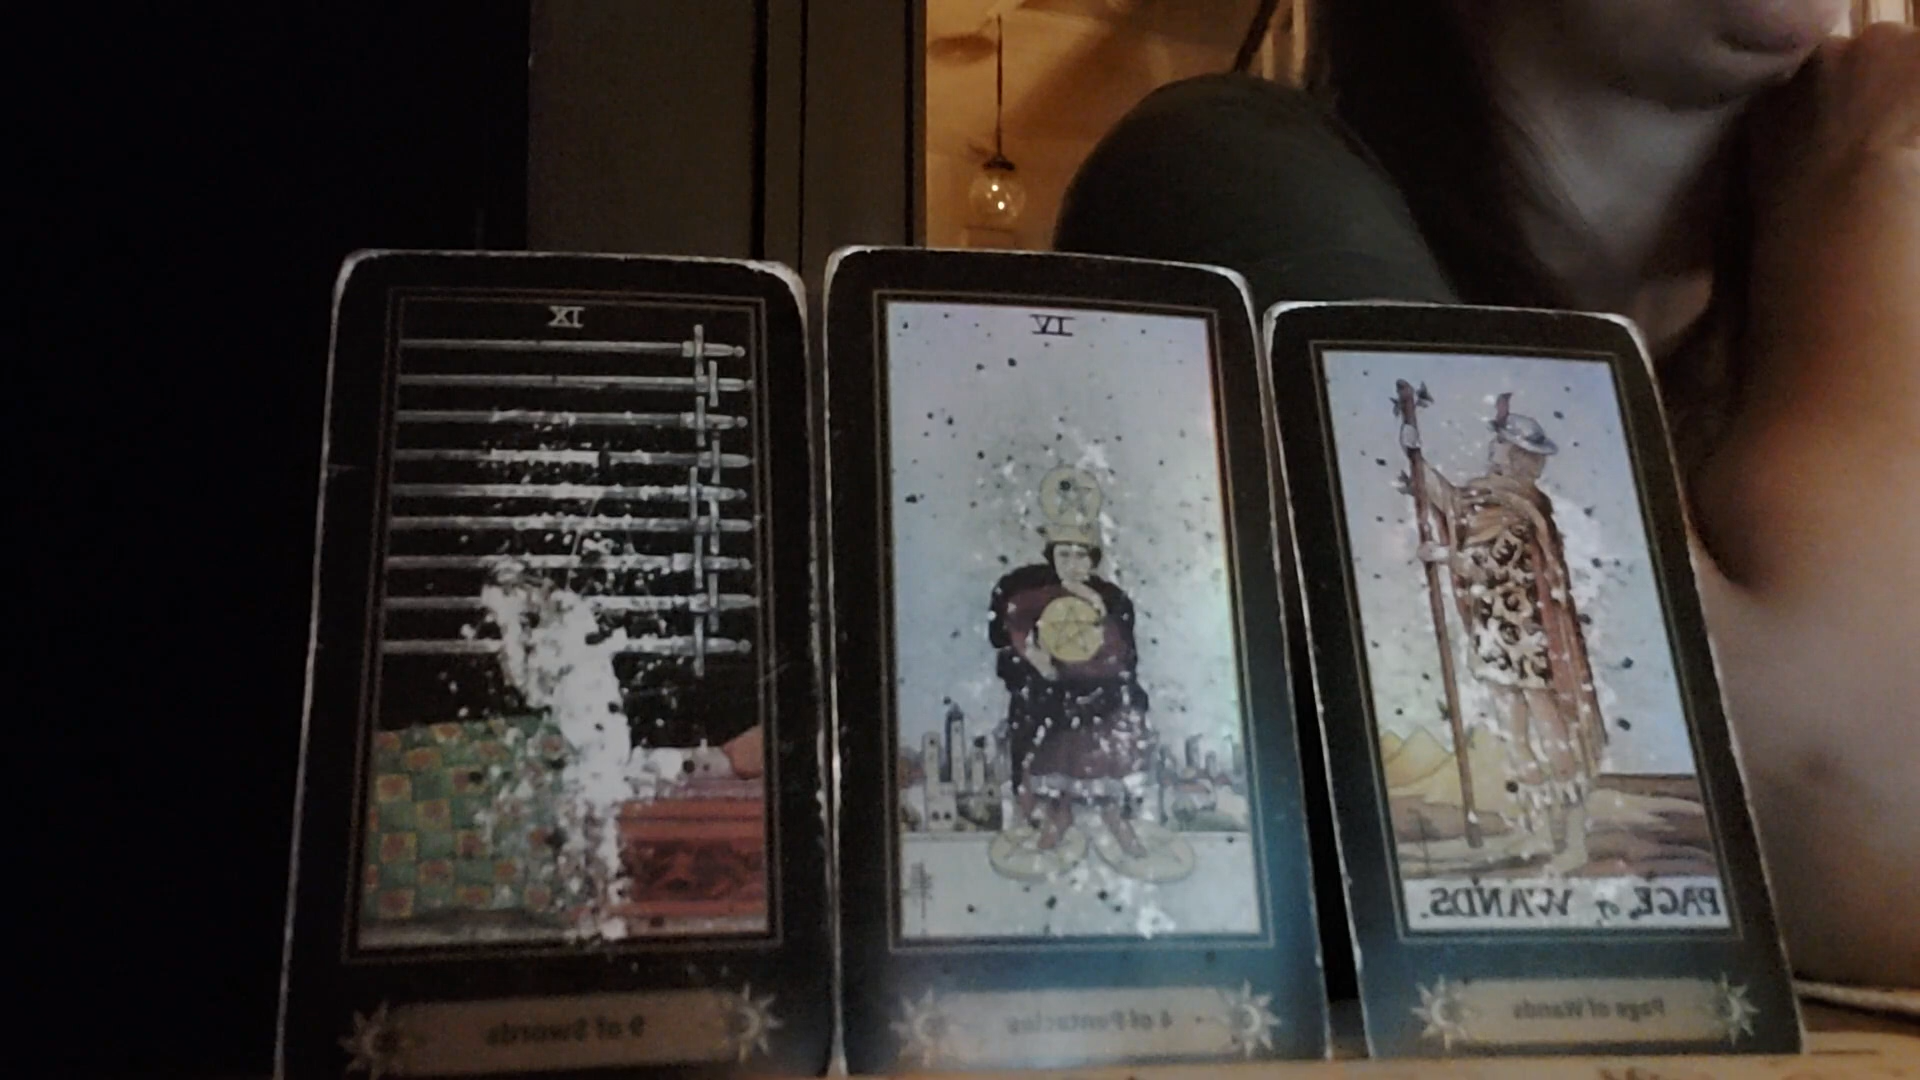 IX
IV
PAGE of WANDS.
9 of Swords
4 of Pentacles
Page of Wands